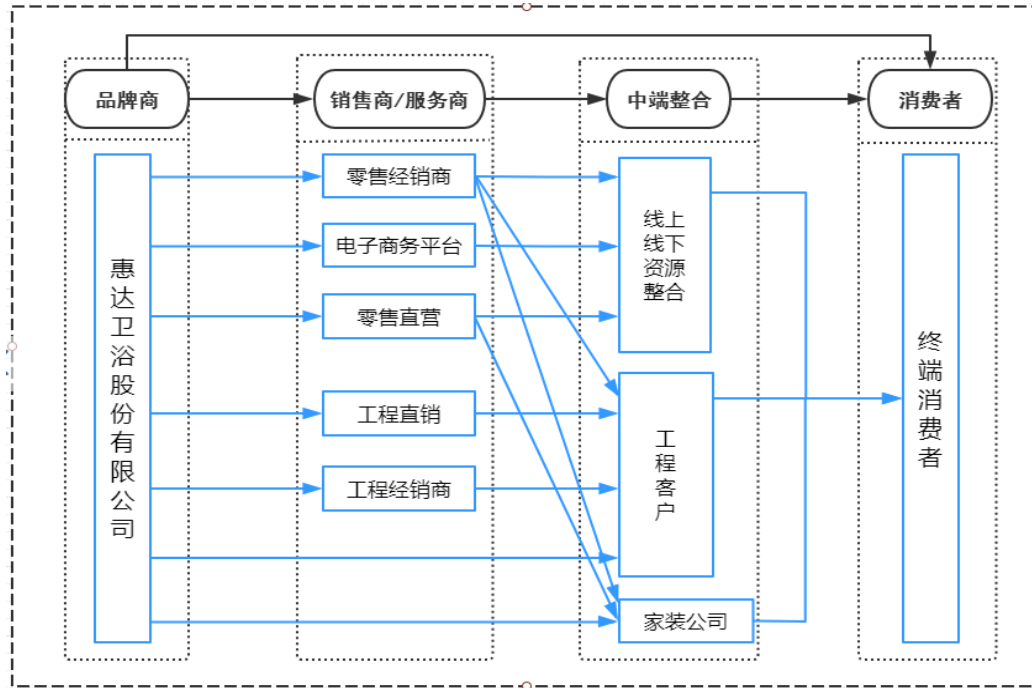 品牌商
销售商/服务商
中端整合
消费者
惠达卫浴股份有限公司
零售经销商
电子商务平台
零售直营
工程直销
工程经销商
线上
线下
资源
整合
工程客户
家装公司
终端消费者